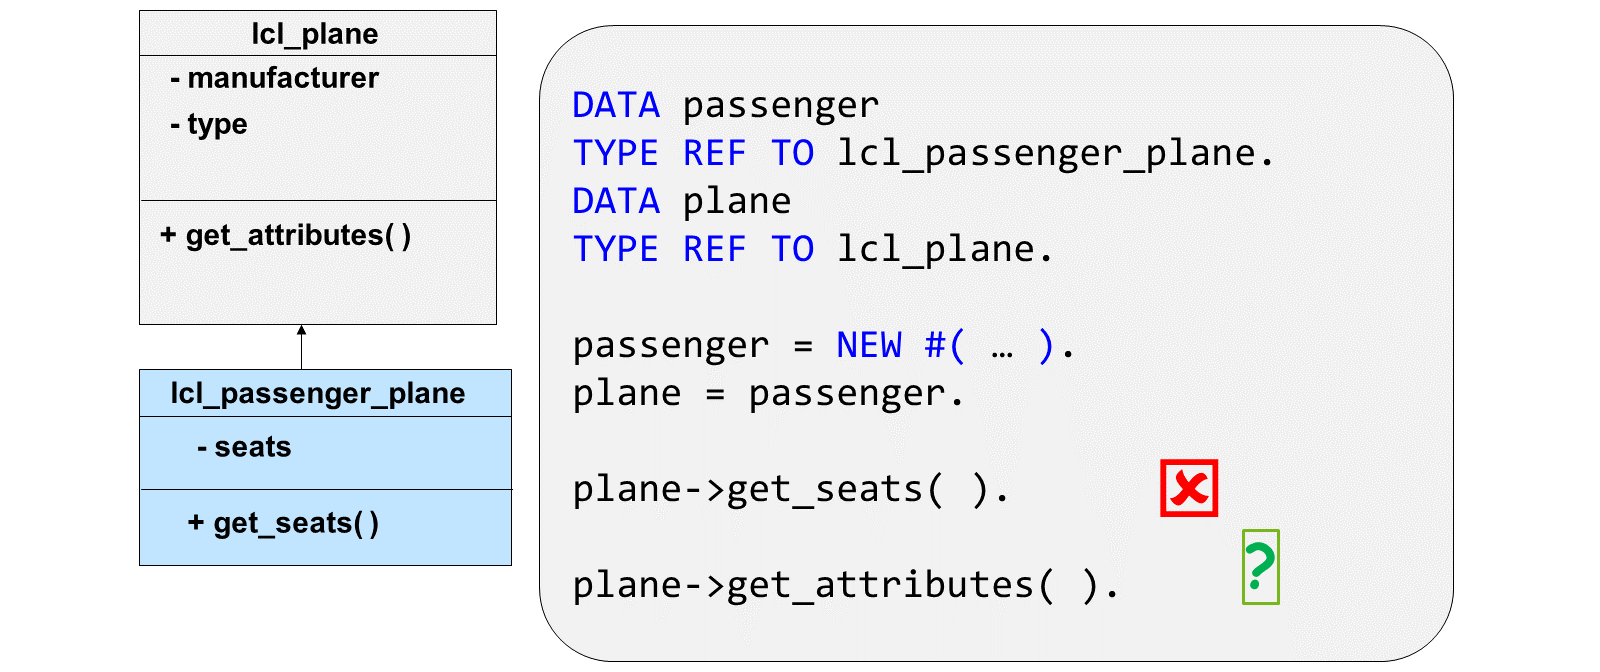 lcl_plane
- manufacturer
- type
+ get_attributes( )
lcl_passenger_plane
- seats
+ get_seats( )
DATA passenger
TYPE REF TO lcl_passenger_plane.
DATA plane
TYPE REF TO lcl_plane.
passenger = NEW #( … ).
plane = passenger.
plane->get_seats( ).
plane->get_attributes( ).
?